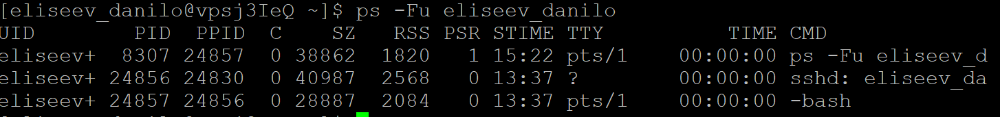 [eliseev_danilo@vpsj3IeQ ~]$ ps -Fu eliseev_danilo
UID        PID  PPID  C    SZ   RSS PSR STIME TTY          TIME CMD
eliseev+  8307 24857  0 38862  1820   1 15:22 pts/1    00:00:00 ps -Fu eliseev_d
eliseev+ 24856 24830  0 40987  2568   0 13:37 ?        00:00:00 sshd: eliseev_da
eliseev+ 24857 24856  0 28887  2084   0 13:37 pts/1    00:00:00 -bash